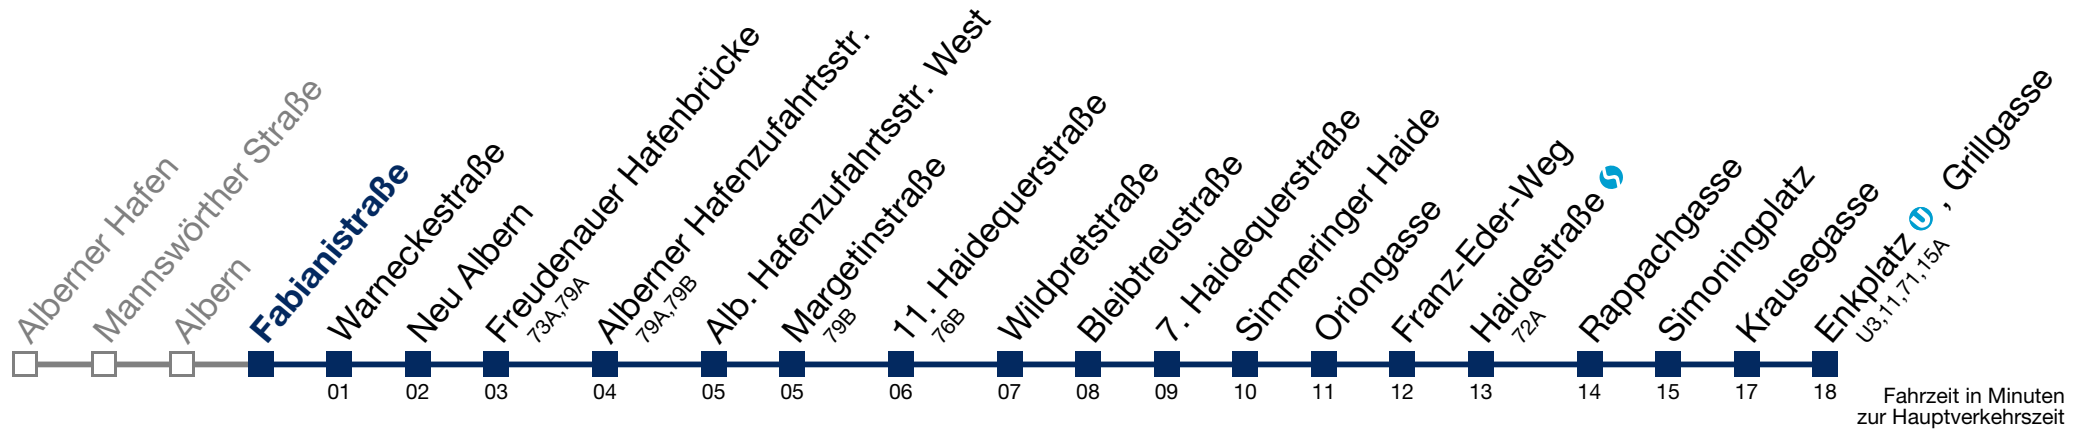 Alberner Hafen
Mannswörther Straße
Albern
Fabianistraße
Warneckestraße
Neu Albern
Freudenauer Hafenbrücke
73A,79A
Alberner Hafenzufahrtsstr.
79A,79B
Alb. Hafenzufahrtsstr. West
Margetinstraße
79B
11. Haidequerstraße
76B
Wildpretstraße
Bleibtreustraße
7. Haidequerstraße
Simmeringer Haide
Oriongasse
Franz-Eder-Weg
Haidestraße S
72A
Rappachgasse
Simoningplatz
Krausegasse
Enkplatz U , Grillgasse
U3,11,71,15A
01 02 03 04 05 05 06 07 08 09 10 11 12 13 14 15 17 18
Fahrzeit in Minuten
zur Hauptverkehrszeit